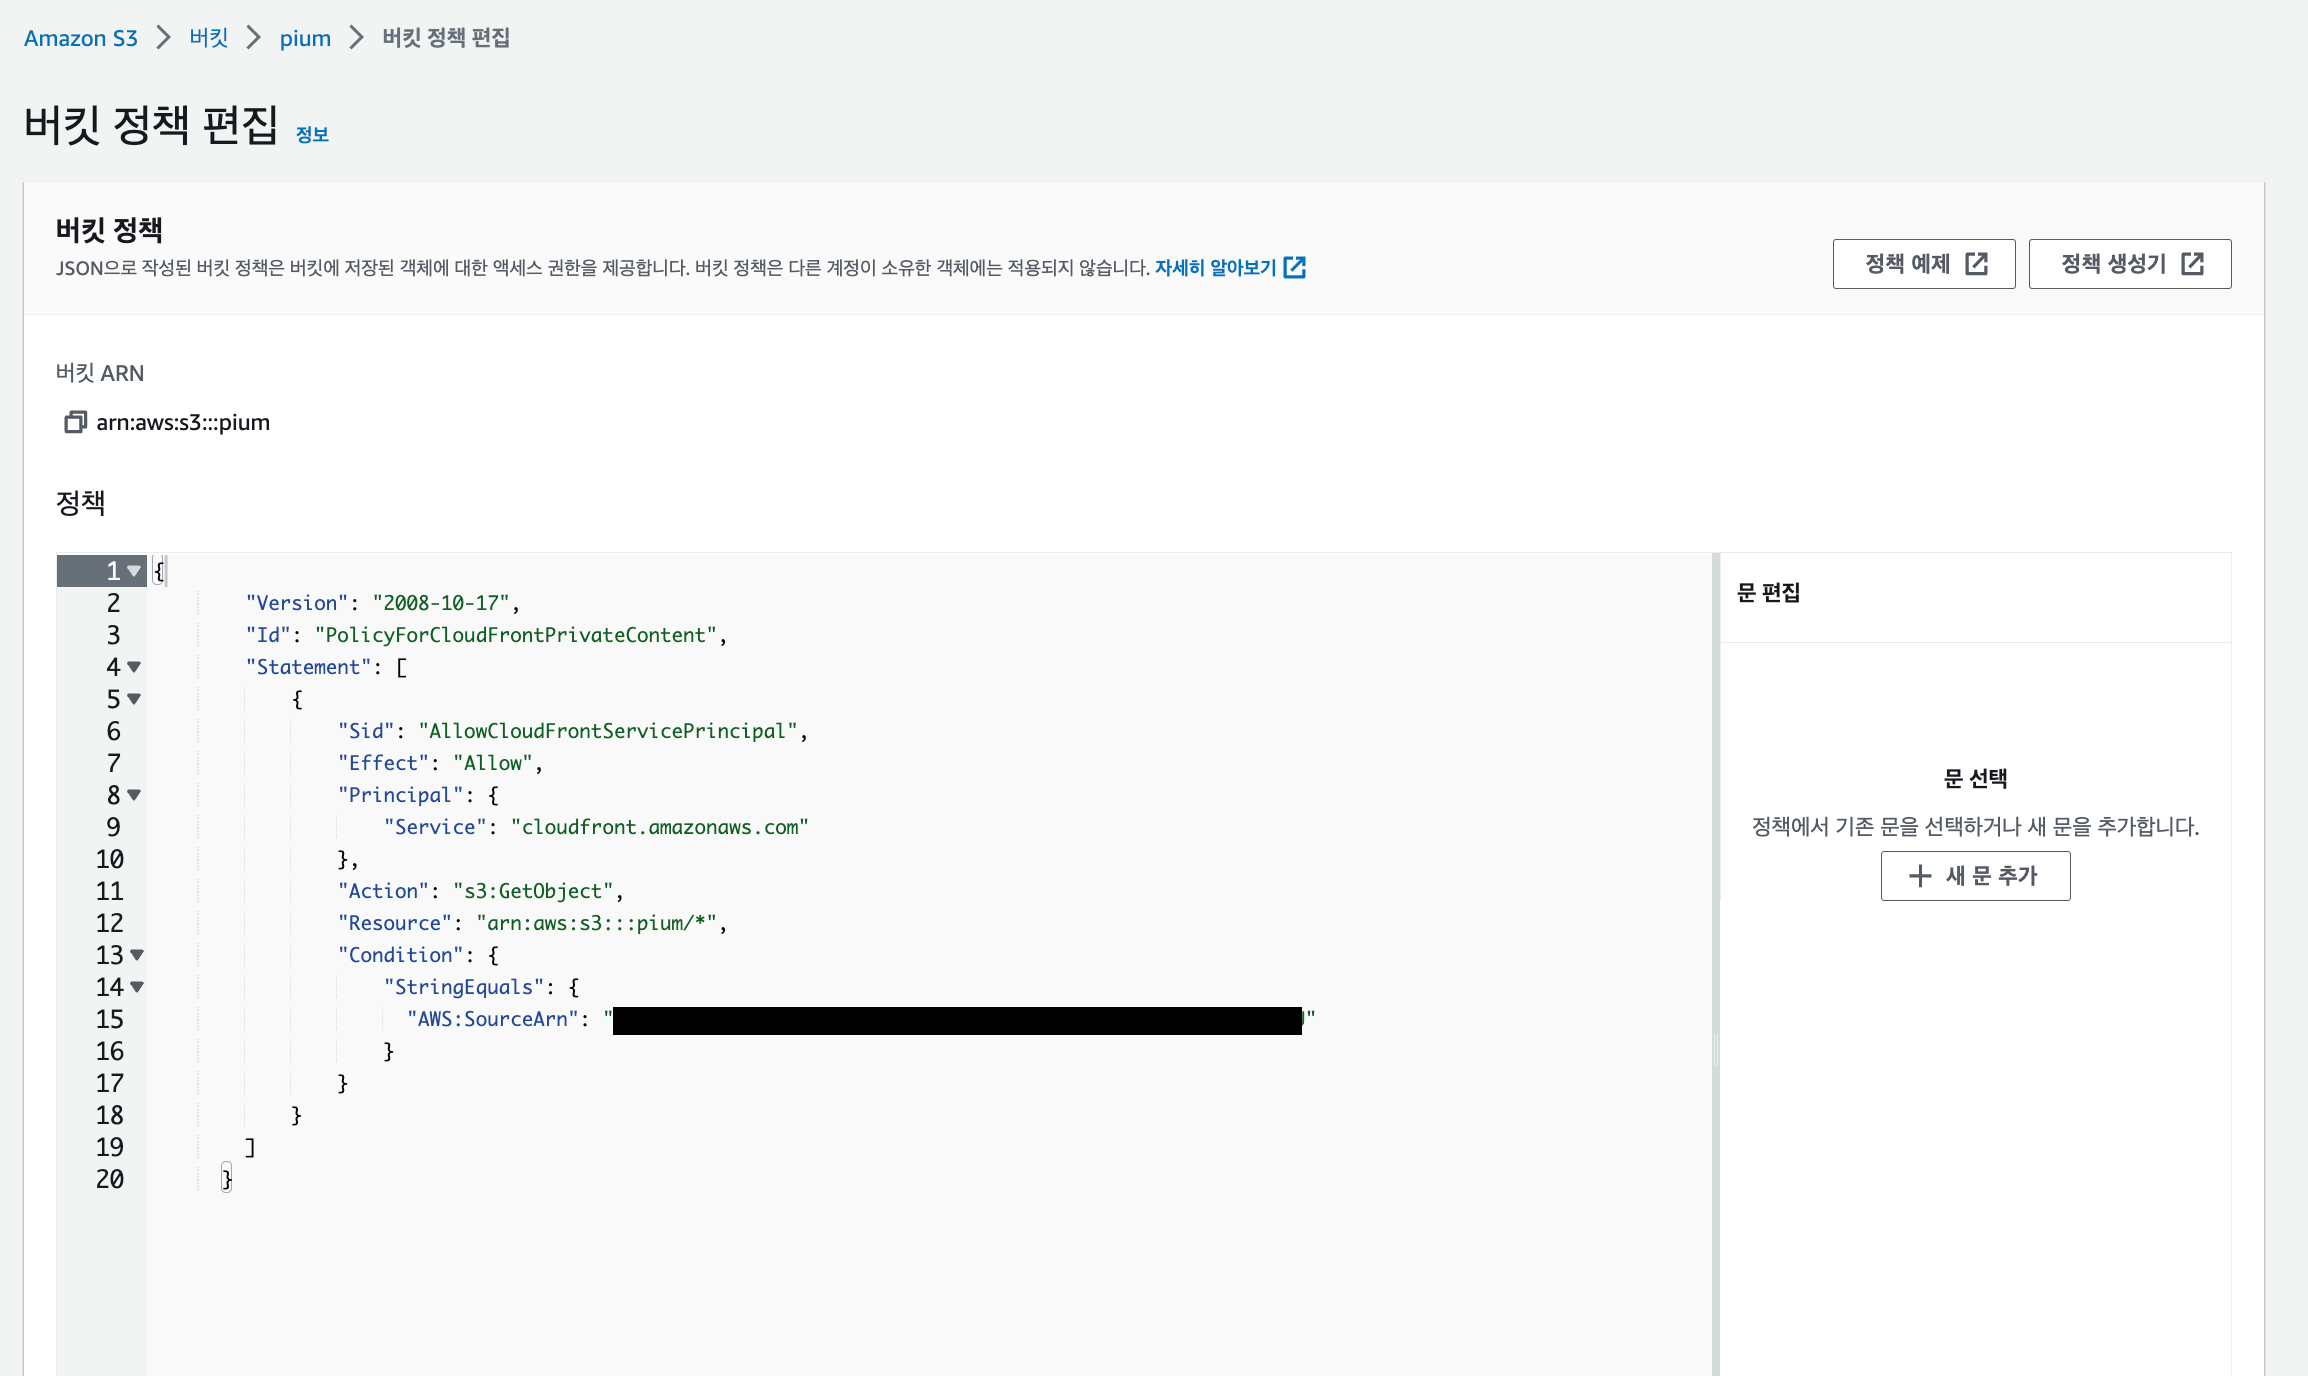 Amazon S3 > 버킷 > pium > 버킷 정책 편집
버킷 정책 편집 정보
버킷 정책
JSON으로 작성된 버킷 정책은 버킷에 저장된 객체에 대한 액세스 권한을 제공합니다. 버킷 정책은 다른 계정이 소유한 객체에는 적용되지 않습니다. 자세히 알아보기
정책 예제
정책 생성기
버킷 ARN
arn:aws:s3:::pium
정책
1 {
2 "Version": "2008-10-17",
3 "Id": "PolicyForCloudFrontPrivateContent",
4 "Statement": [
5 {
6 "Sid": "AllowCloudFrontServicePrincipal",
7 "Effect": "Allow",
8 "Principal": {
9 "Service": "cloudfront.amazonaws.com"
10 },
11 "Action": "s3:GetObject",
12 "Resource": "arn:aws:s3:::pium/*",
13 "Condition": {
14 "StringEquals": {
15 "AWS:SourceArn": ""
16 }
17 }
18 }
19 ]
20 }
문 편집
문 선택
정책에서 기존 문을 선택하거나 새 문을 추가합니다.
+ 새 문 추가